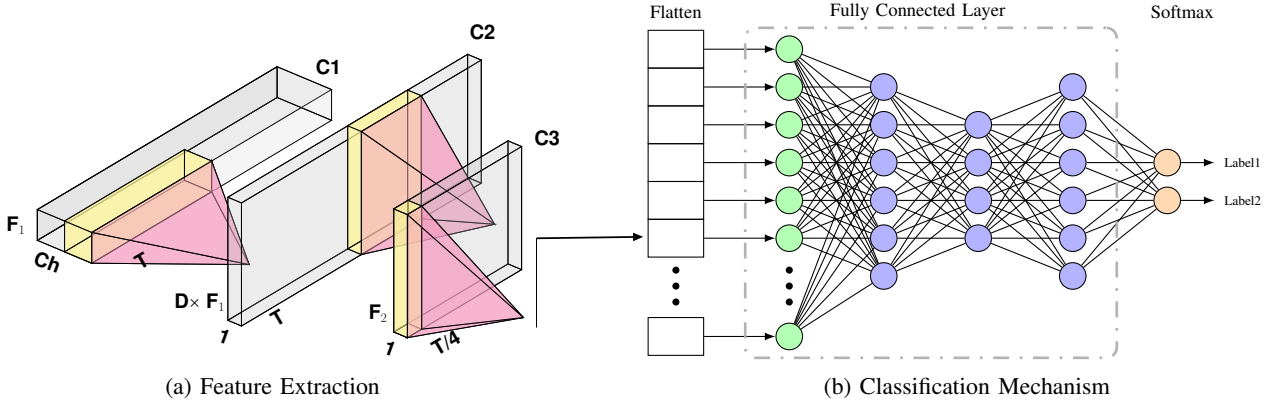 C1
C2
C3
F₁
Ch
T
D× F₁
1
T
F₂
1
T/4
(a) Feature Extraction
Flatten
Fully Connected Layer
Softmax
Label1
Label2
(b) Classification Mechanism